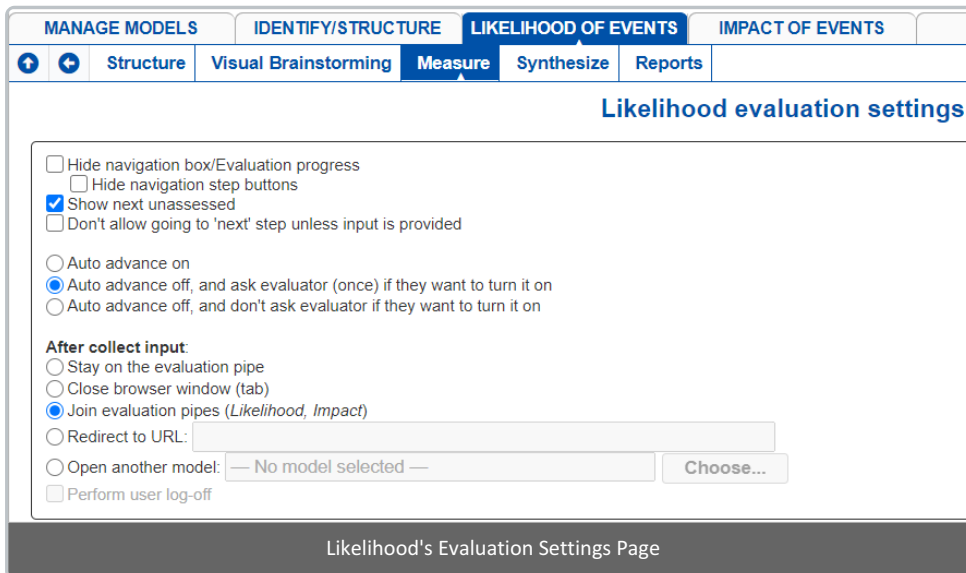 MANAGE MODELS IDENTIFY/STRUCTURE LIKELIHOOD OF EVENTS IMPACT OF EVENTS
Structure Visual Brainstorming Measure Synthesize Reports
Likelihood evaluation settings
Hide navigation box/Evaluation progress
Hide navigation step buttons
Show next unassessed
Don't allow going to 'next' step unless input is provided
Auto advance on
Auto advance off, and ask evaluator (once) if they want to turn it on
Auto advance off, and don't ask evaluator if they want to turn it on
After collect input:
Stay on the evaluation pipe
Close browser window (tab)
Join evaluation pipes (Likelihood, Impact)
Redirect to URL:
Open another model: — No model selected — Choose...
Perform user log-off
Likelihood's Evaluation Settings Page